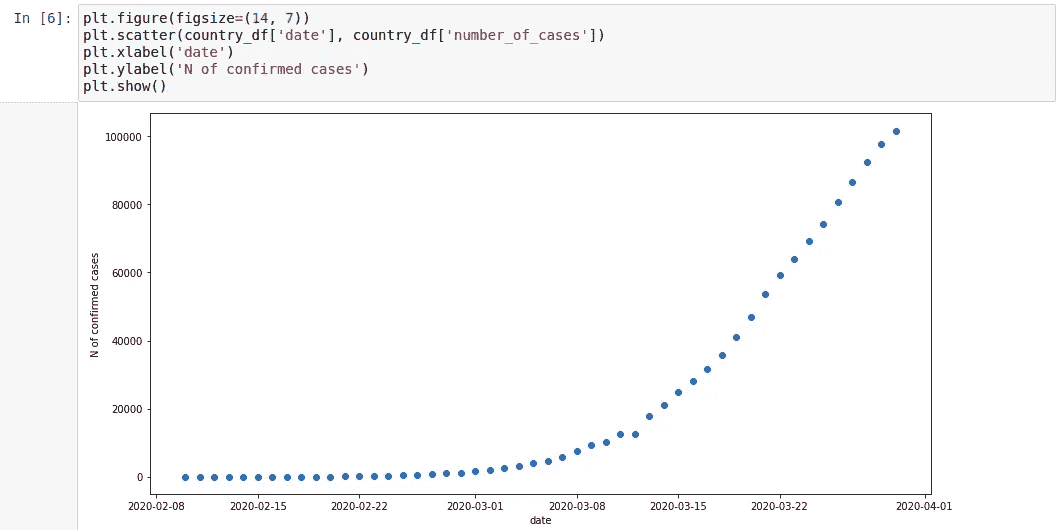 In [6]: plt.figure(figsize=(14, 7))
plt.scatter(country_df['date'], country_df['number_of_cases'])
plt.xlabel('date')
plt.ylabel('N of confirmed cases')
plt.show()
100000
80000
60000
40000
20000
0
N of confirmed cases
2020-02-08 2020-02-15 2020-02-22 2020-03-01 2020-03-08 2020-03-15 2020-03-22 2020-04-01
date